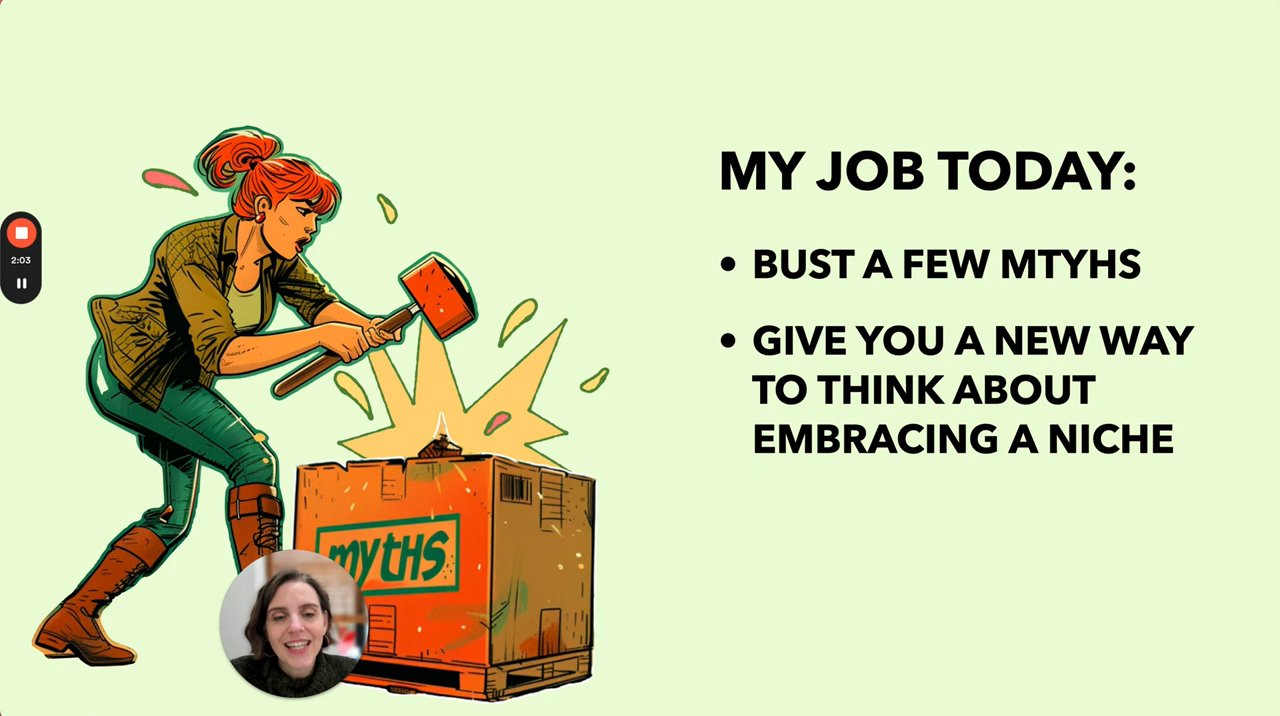 MY JOB TODAY:
• BUST A FEW MTYHS
• GIVE YOU A NEW WAY
TO THINK ABOUT
EMBRACING A NICHE
2:03
myths